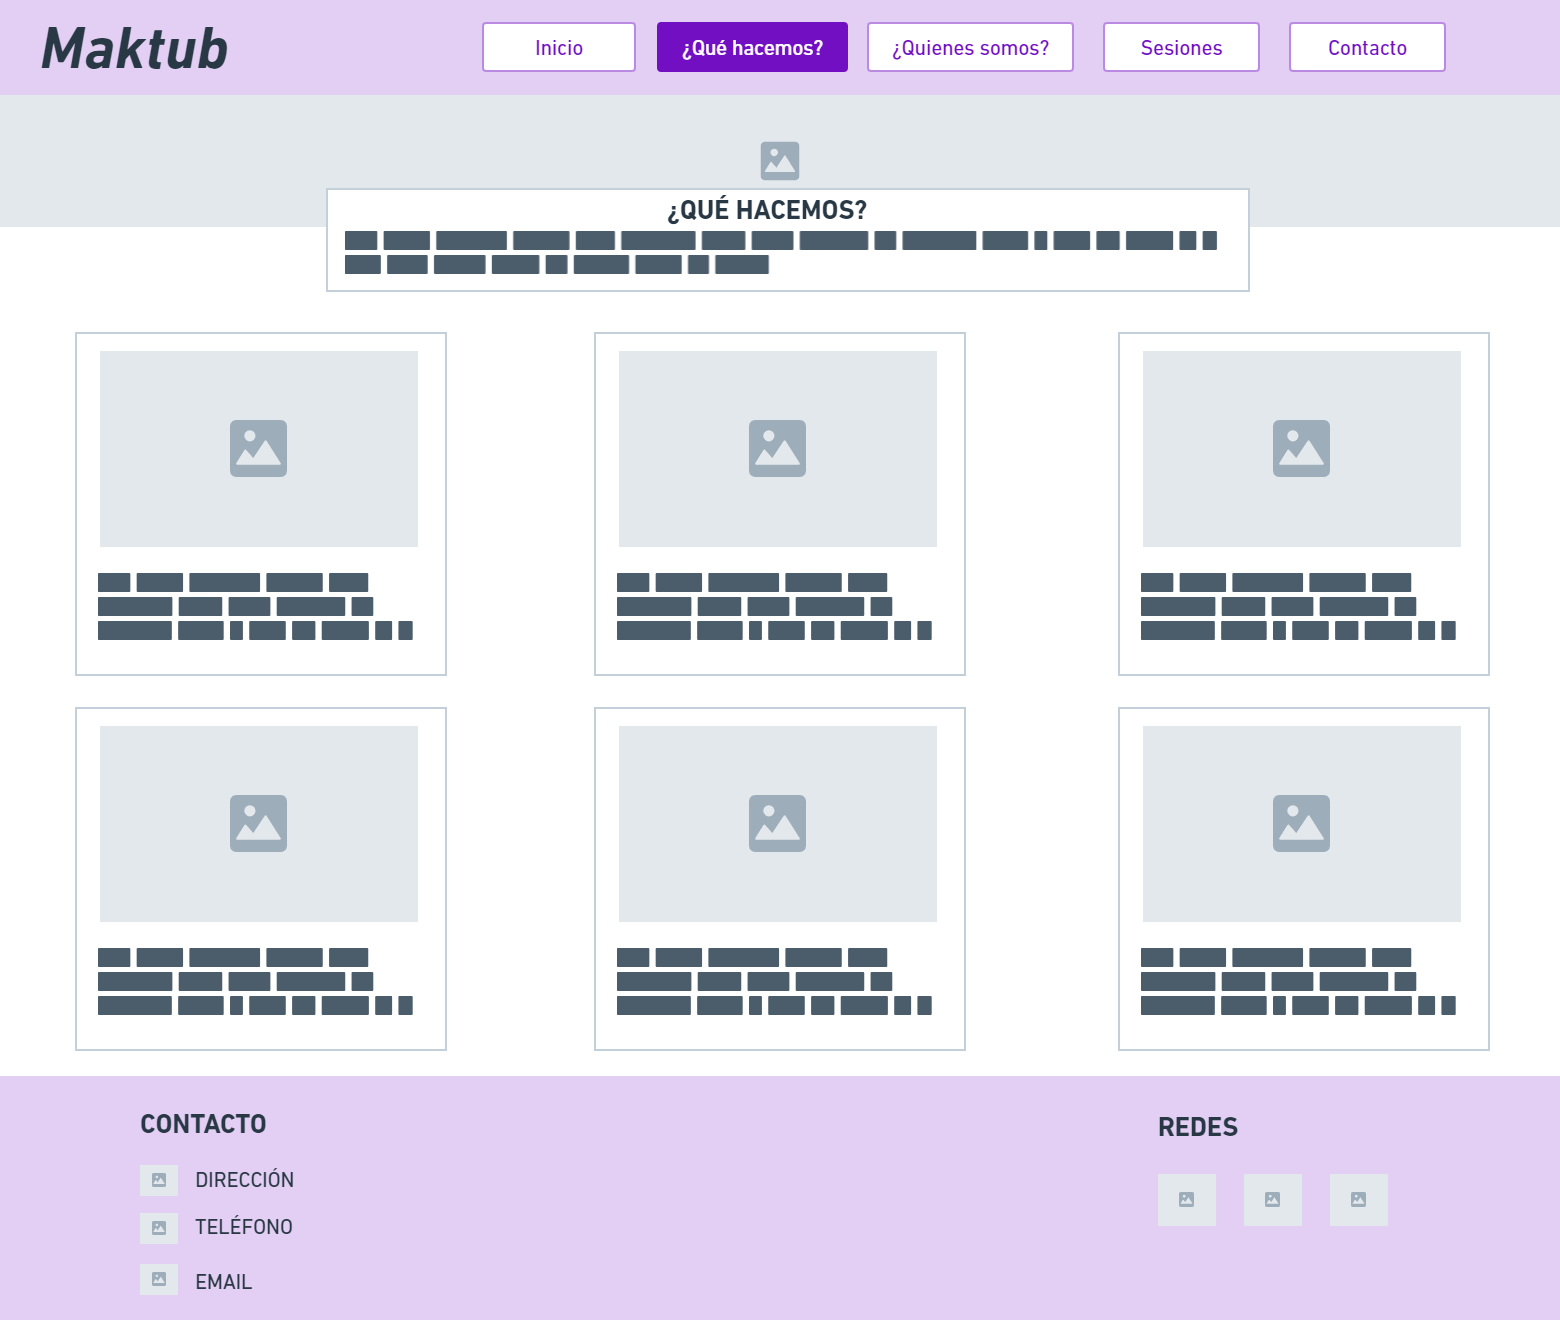 Maktub
Inicio
¿Qué hacemos?
¿Quienes somos?
Sesiones
Contacto
¿QUÉ HACEMOS?
CONTACTO
DIRECCIÓN
TELÉFONO
EMAIL
REDES